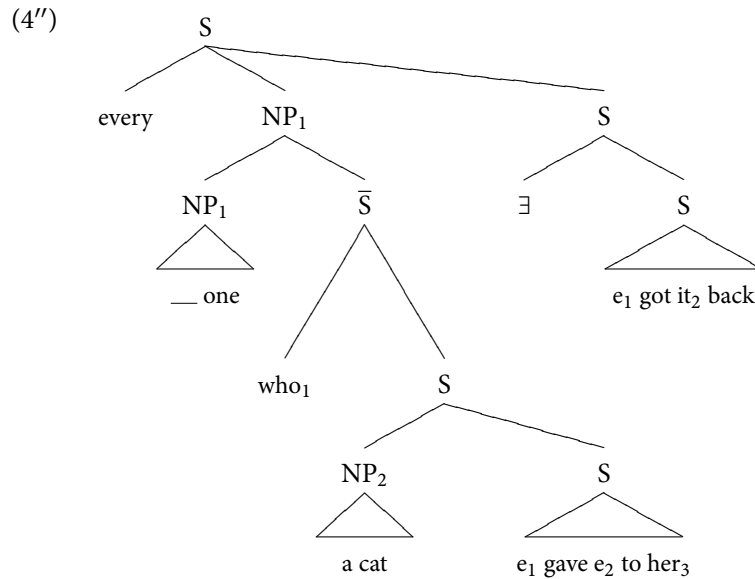 (4″)
S
every NP₁ S
NP₁ S̅ ∃ S
__ one e₁ got it₂ back
who₁ S
NP₂ S
a cat e₁ gave e₂ to her₃